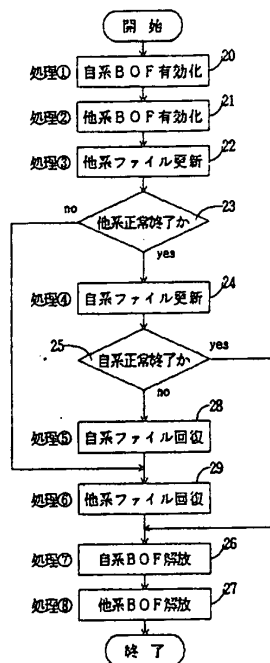 開始
処理① 自系BOF有効化 20
処理② 他系BOF有効化 21
処理③ 他系ファイル更新 22
no 他系正常終了か 23
yes
処理④ 自系ファイル更新 24
25 自系正常終了か yes
no
処理⑤ 自系ファイル回復 28
処理⑥ 他系ファイル回復 29
処理⑦ 自系BOF解放 26
処理⑧ 他系BOF解放 27
終了